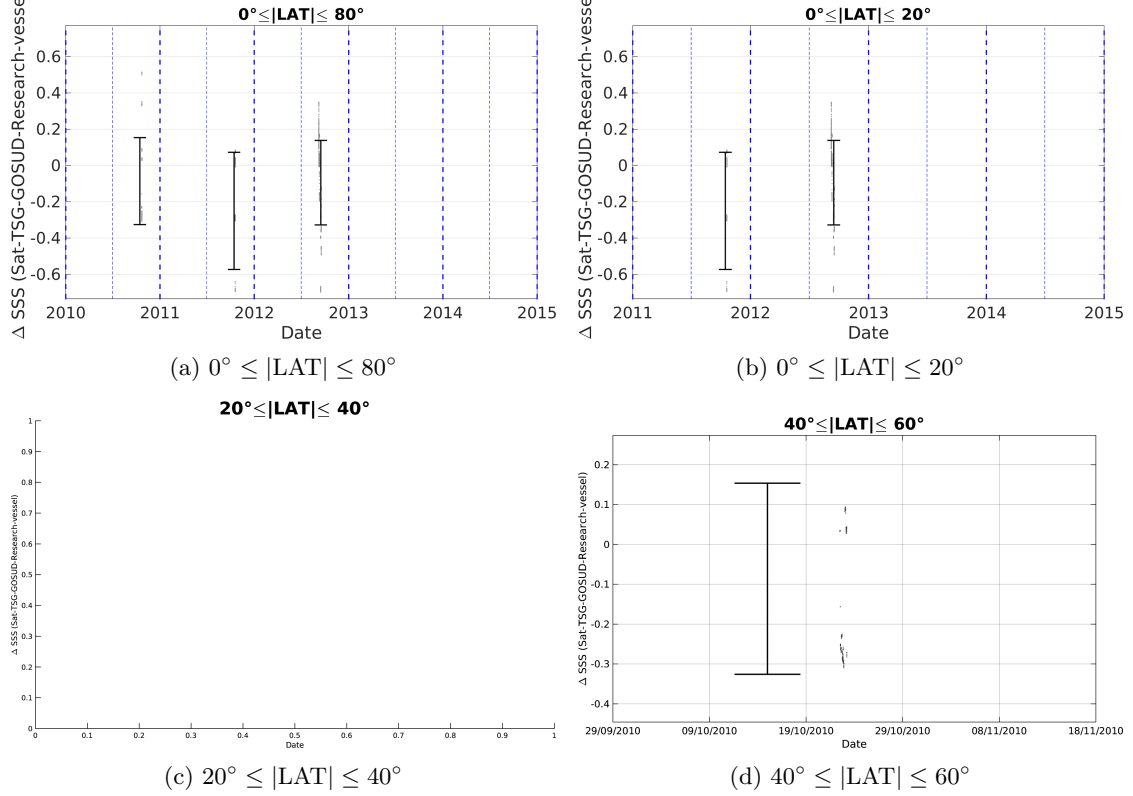 0°≤|LAT|≤ 80°
Δ SSS (Sat-TSG-GOSUD-Research-vesse
0.6
0.4
0.2
0
-0.2
-0.4
-0.6
2010 2011 2012 2013 2014 2015
Date
(a) 0° ≤ |LAT| ≤ 80°
0°≤|LAT|≤ 20°
Δ SSS (Sat-TSG-GOSUD-Research-vesse
0.6
0.4
0.2
0
-0.2
-0.4
-0.6
2011 2012 2013 2014 2015
Date
(b) 0° ≤ |LAT| ≤ 20°
20°≤|LAT|≤ 40°
Δ SSS (Sat-TSG-GOSUD-Research-vessel)
1
0.9
0.8
0.7
0.6
0.5
0.4
0.3
0.2
0.1
0
0 0.1 0.2 0.3 0.4 0.5 0.6 0.7 0.8 0.9 1
Date
(c) 20° ≤ |LAT| ≤ 40°
40°≤|LAT|≤ 60°
Δ SSS (Sat-TSG-GOSUD-Research-vessel)
0.2
0.1
0
-0.1
-0.2
-0.3
-0.4
29/09/2010 09/10/2010 19/10/2010 29/10/2010 08/11/2010 18/11/2010
Date
(d) 40° ≤ |LAT| ≤ 60°